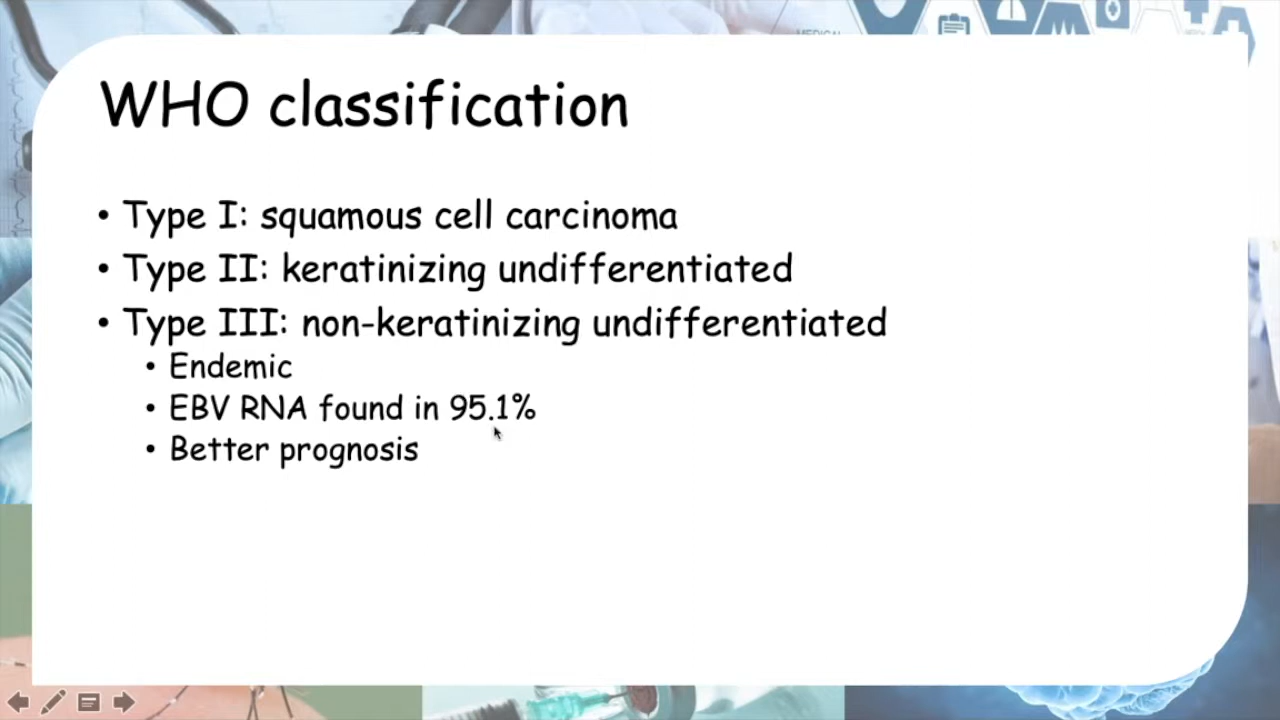 MEDICAL
WHO classification
• Type I: squamous cell carcinoma
• Type II: keratinizing undifferentiated
• Type III: non-keratinizing undifferentiated
• Endemic
• EBV RNA found in 95.1%
• Better prognosis